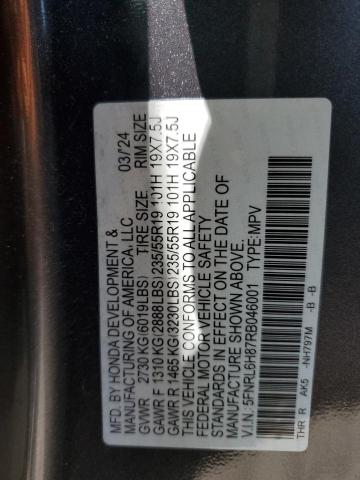 MFD BY HONDA DEVELOPMENT &
MANUFACTURING OF AMERICA, LLC 03/'24
GVWR 2730 KG(6019LBS) TIRE SIZE RIM SIZE
GAWR F 1310 KG(2888LBS)235/55R19 101H 19X7.5J
GAWR R 1465 KG(3230LBS)235/55R19 101H 19X7.5J
THIS VEHICLE CONFORMS TO ALL APPLICABLE
FEDERAL MOTOR VEHICLE SAFETY
STANDARDS IN EFFECT ON THE DATE OF
MANUFACTURE SHOWN ABOVE.
V.I.N: 5FNRL6H87RB046001 TYPE:MPV
THR R AK5 -NH797M -B -B